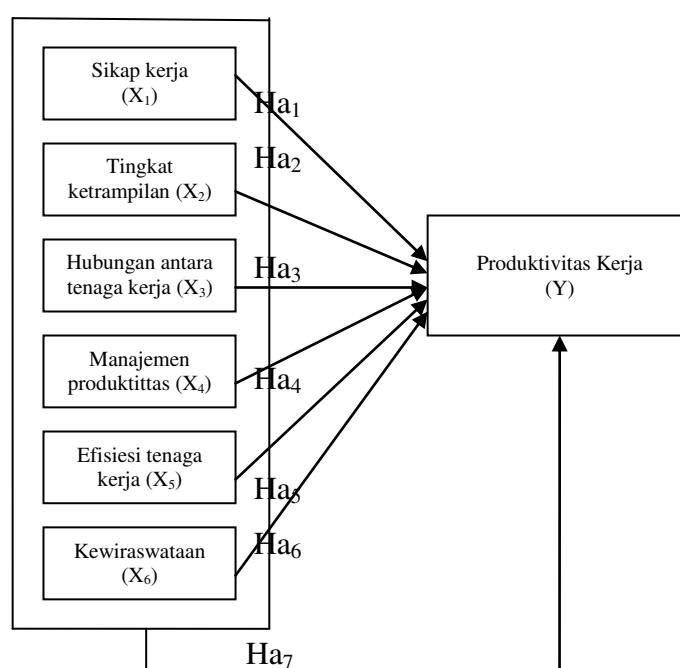 Sikap kerja
(X₁)
Ha₁
Tingkat
ketrampilan (X₂)
Ha₂
Hubungan antara
tenaga kerja (X₃)
Ha₃
Manajemen
produktittas (X₄)
Ha₄
Efisiesi tenaga
kerja (X₅)
Ha₅
Kewiraswataan
(X₆)
Ha₆
Produktivitas Kerja
(Y)
Ha₇